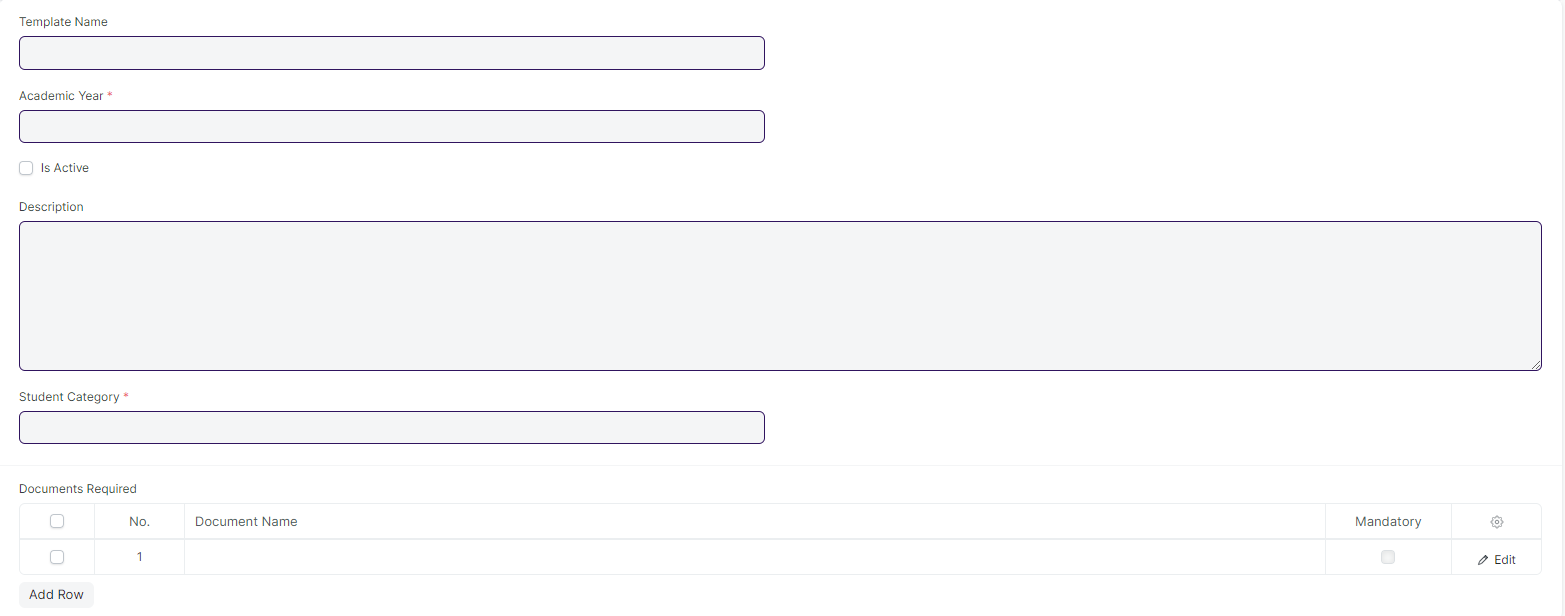 Template Name
Academic Year *
Is Active
Description
Student Category *
Documents Required
No. Document Name Mandatory
1 Edit
Add Row